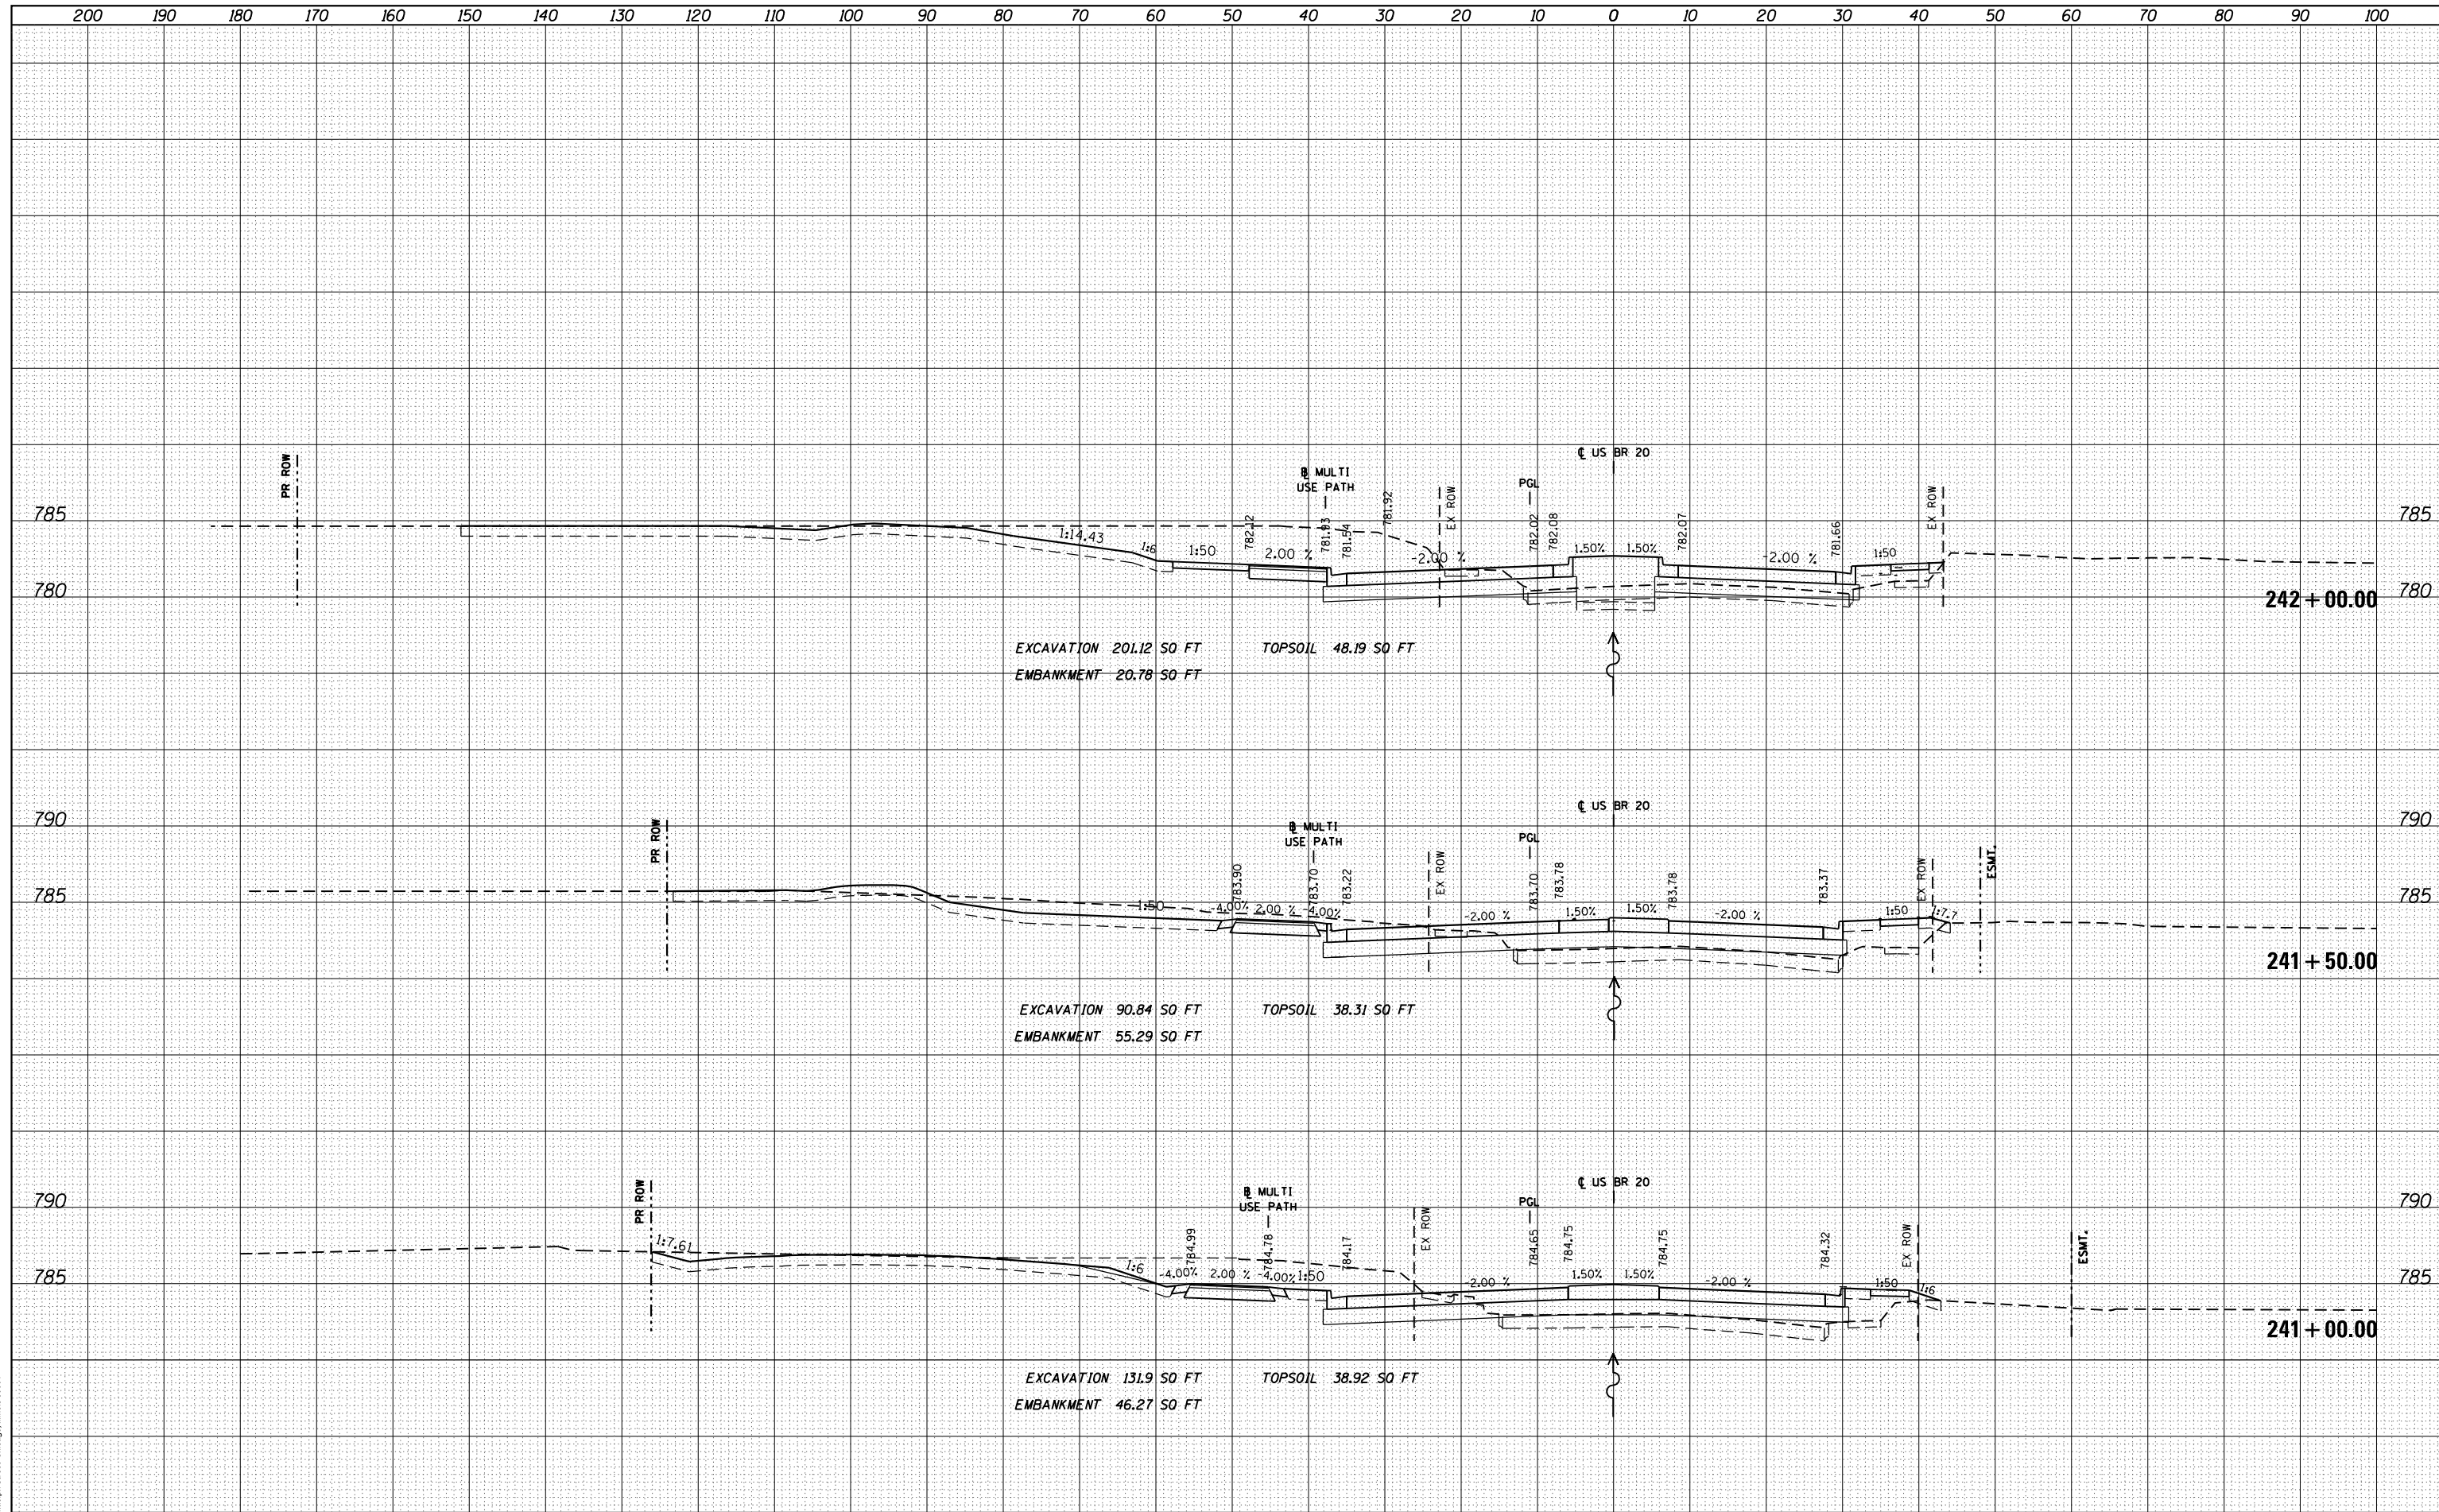 200 190 180 170 160 150 140 130 120 110 100 90 80 70 60 50 40 30 20 10 0 10 20 30 40 50 60 70 80 90 100
℄ US BR 20
PR ROW
B MULTI
USE PATH
PGL
EX ROW
EX ROW
785
785
782.12
781.93
781.54
781.92
782.02
782.08
782.07
781.66
1:14.43
1:6
1:50
2.00 %
-2.00 %
1.50%
1.50%
-2.00 %
1:50
780
780
242 + 00.00
EXCAVATION 201.12 SQ FT TOPSOIL 48.19 SQ FT
EMBANKMENT 20.78 SQ FT
℄ US BR 20
790
790
PR ROW
B MULTI
USE PATH
PGL
EX ROW
EX ROW
ESMT.
783.90
783.70
783.22
783.70
783.78
783.78
783.37
785
785
1:50
-4.00%
2.00 %
-4.00%
-2.00 %
1.50%
1.50%
-2.00 %
1:50
1:7.7
241 + 50.00
EXCAVATION 90.84 SQ FT TOPSOIL 38.31 SQ FT
EMBANKMENT 55.29 SQ FT
℄ US BR 20
790
790
PR ROW
B MULTI
USE PATH
PGL
EX ROW
EX ROW
ESMT.
784.99
784.78
784.17
784.65
784.75
784.75
784.32
1:7.61
785
785
1:6
-4.00%
2.00 %
-4.00%
1:50
-2.00 %
1.50%
1.50%
-2.00 %
1:50
1:6
241 + 00.00
EXCAVATION 131.9 SQ FT TOPSOIL 38.92 SQ FT
EMBANKMENT 46.27 SQ FT